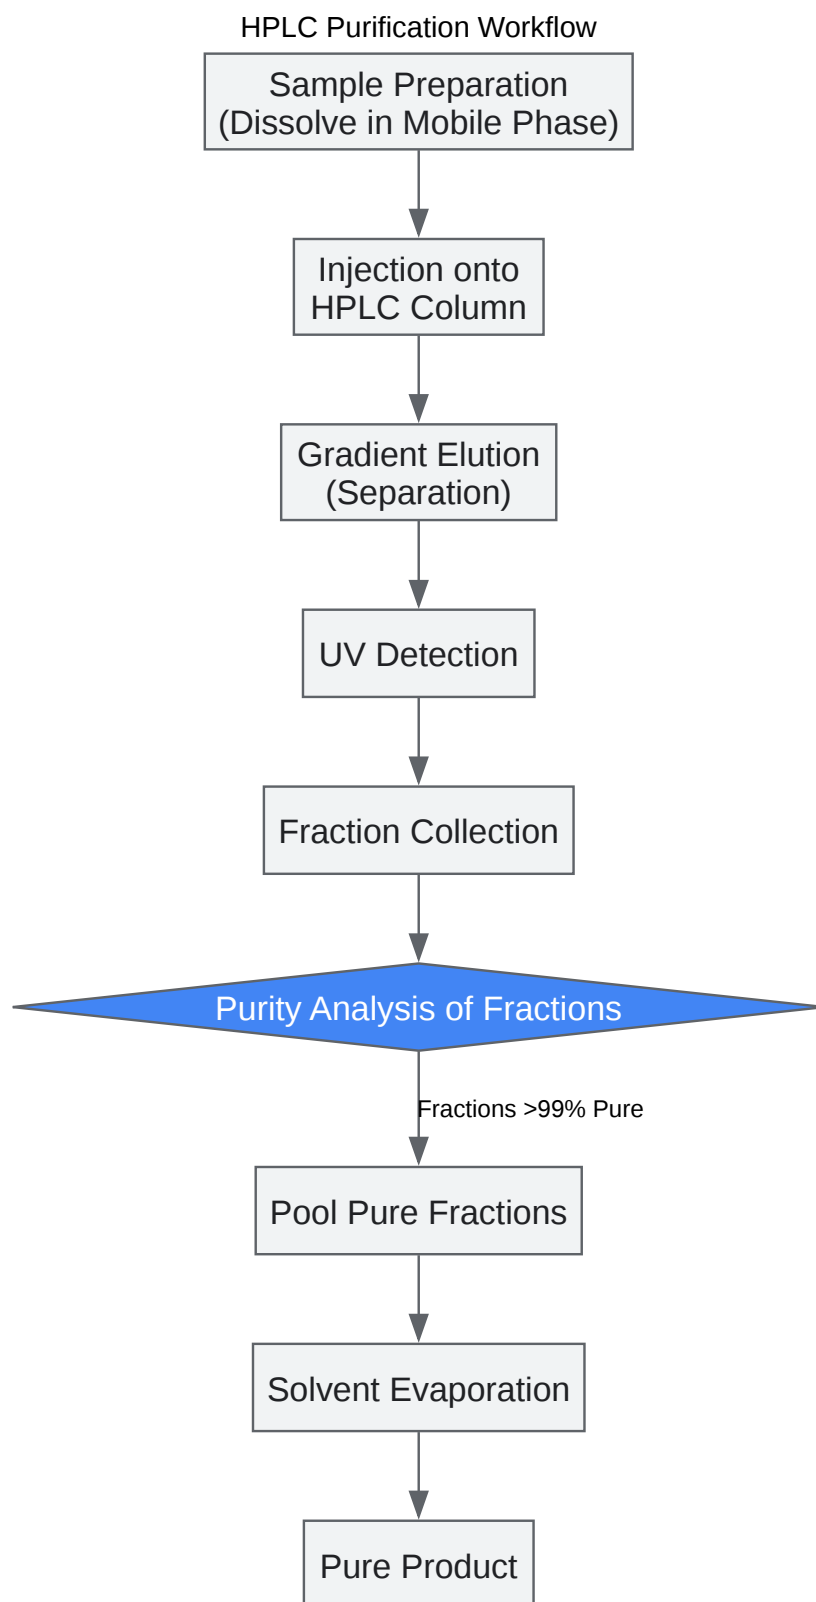 HPLC Purification Workflow
Sample Preparation
(Dissolve in Mobile Phase)
Injection onto
HPLC Column
Gradient Elution
(Separation)
UV Detection
Fraction Collection
Purity Analysis of Fractions
Fractions >99% Pure
Pool Pure Fractions
Solvent Evaporation
Pure Product